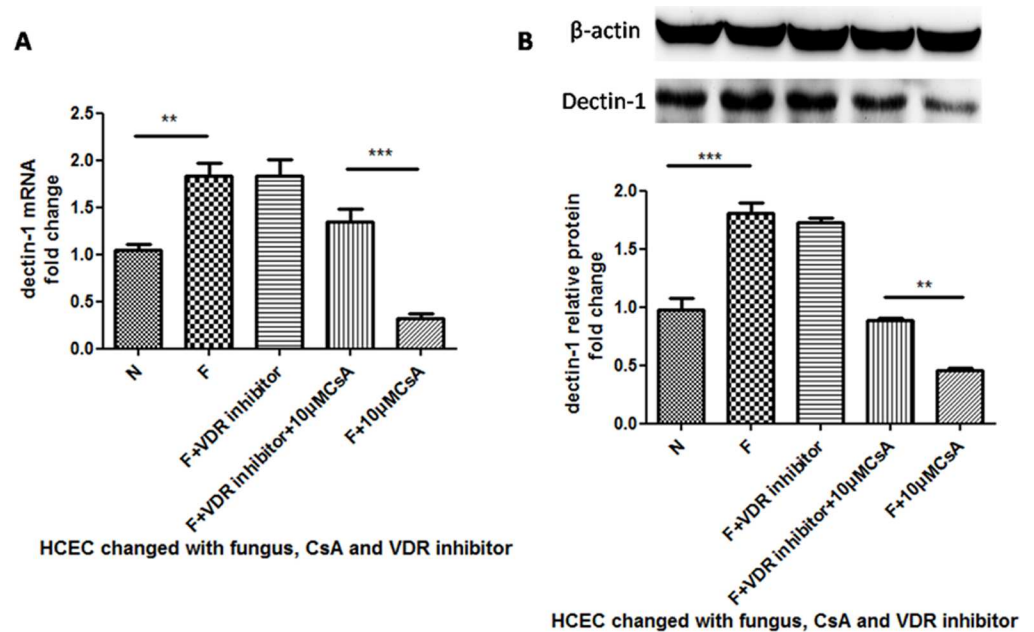 A
2.5
2.0
1.5
1.0
0.5
0.0
dectin-1 mRNA
fold change
**
***
N
F
F+VDR inhibitor
F+VDR inhibitor+10μMCsA
F+10μMCsA
HCEC changed with fungus, CsA and VDR inhibitor
B
β-actin
Dectin-1
2.0
1.5
1.0
0.5
0.0
dectin-1 relative protein
fold change
***
**
N
F
F+VDR inhibitor
F+VDR inhibitor+10μMCsA
F+10μMCsA
HCEC changed with fungus, CsA and VDR inhibitor